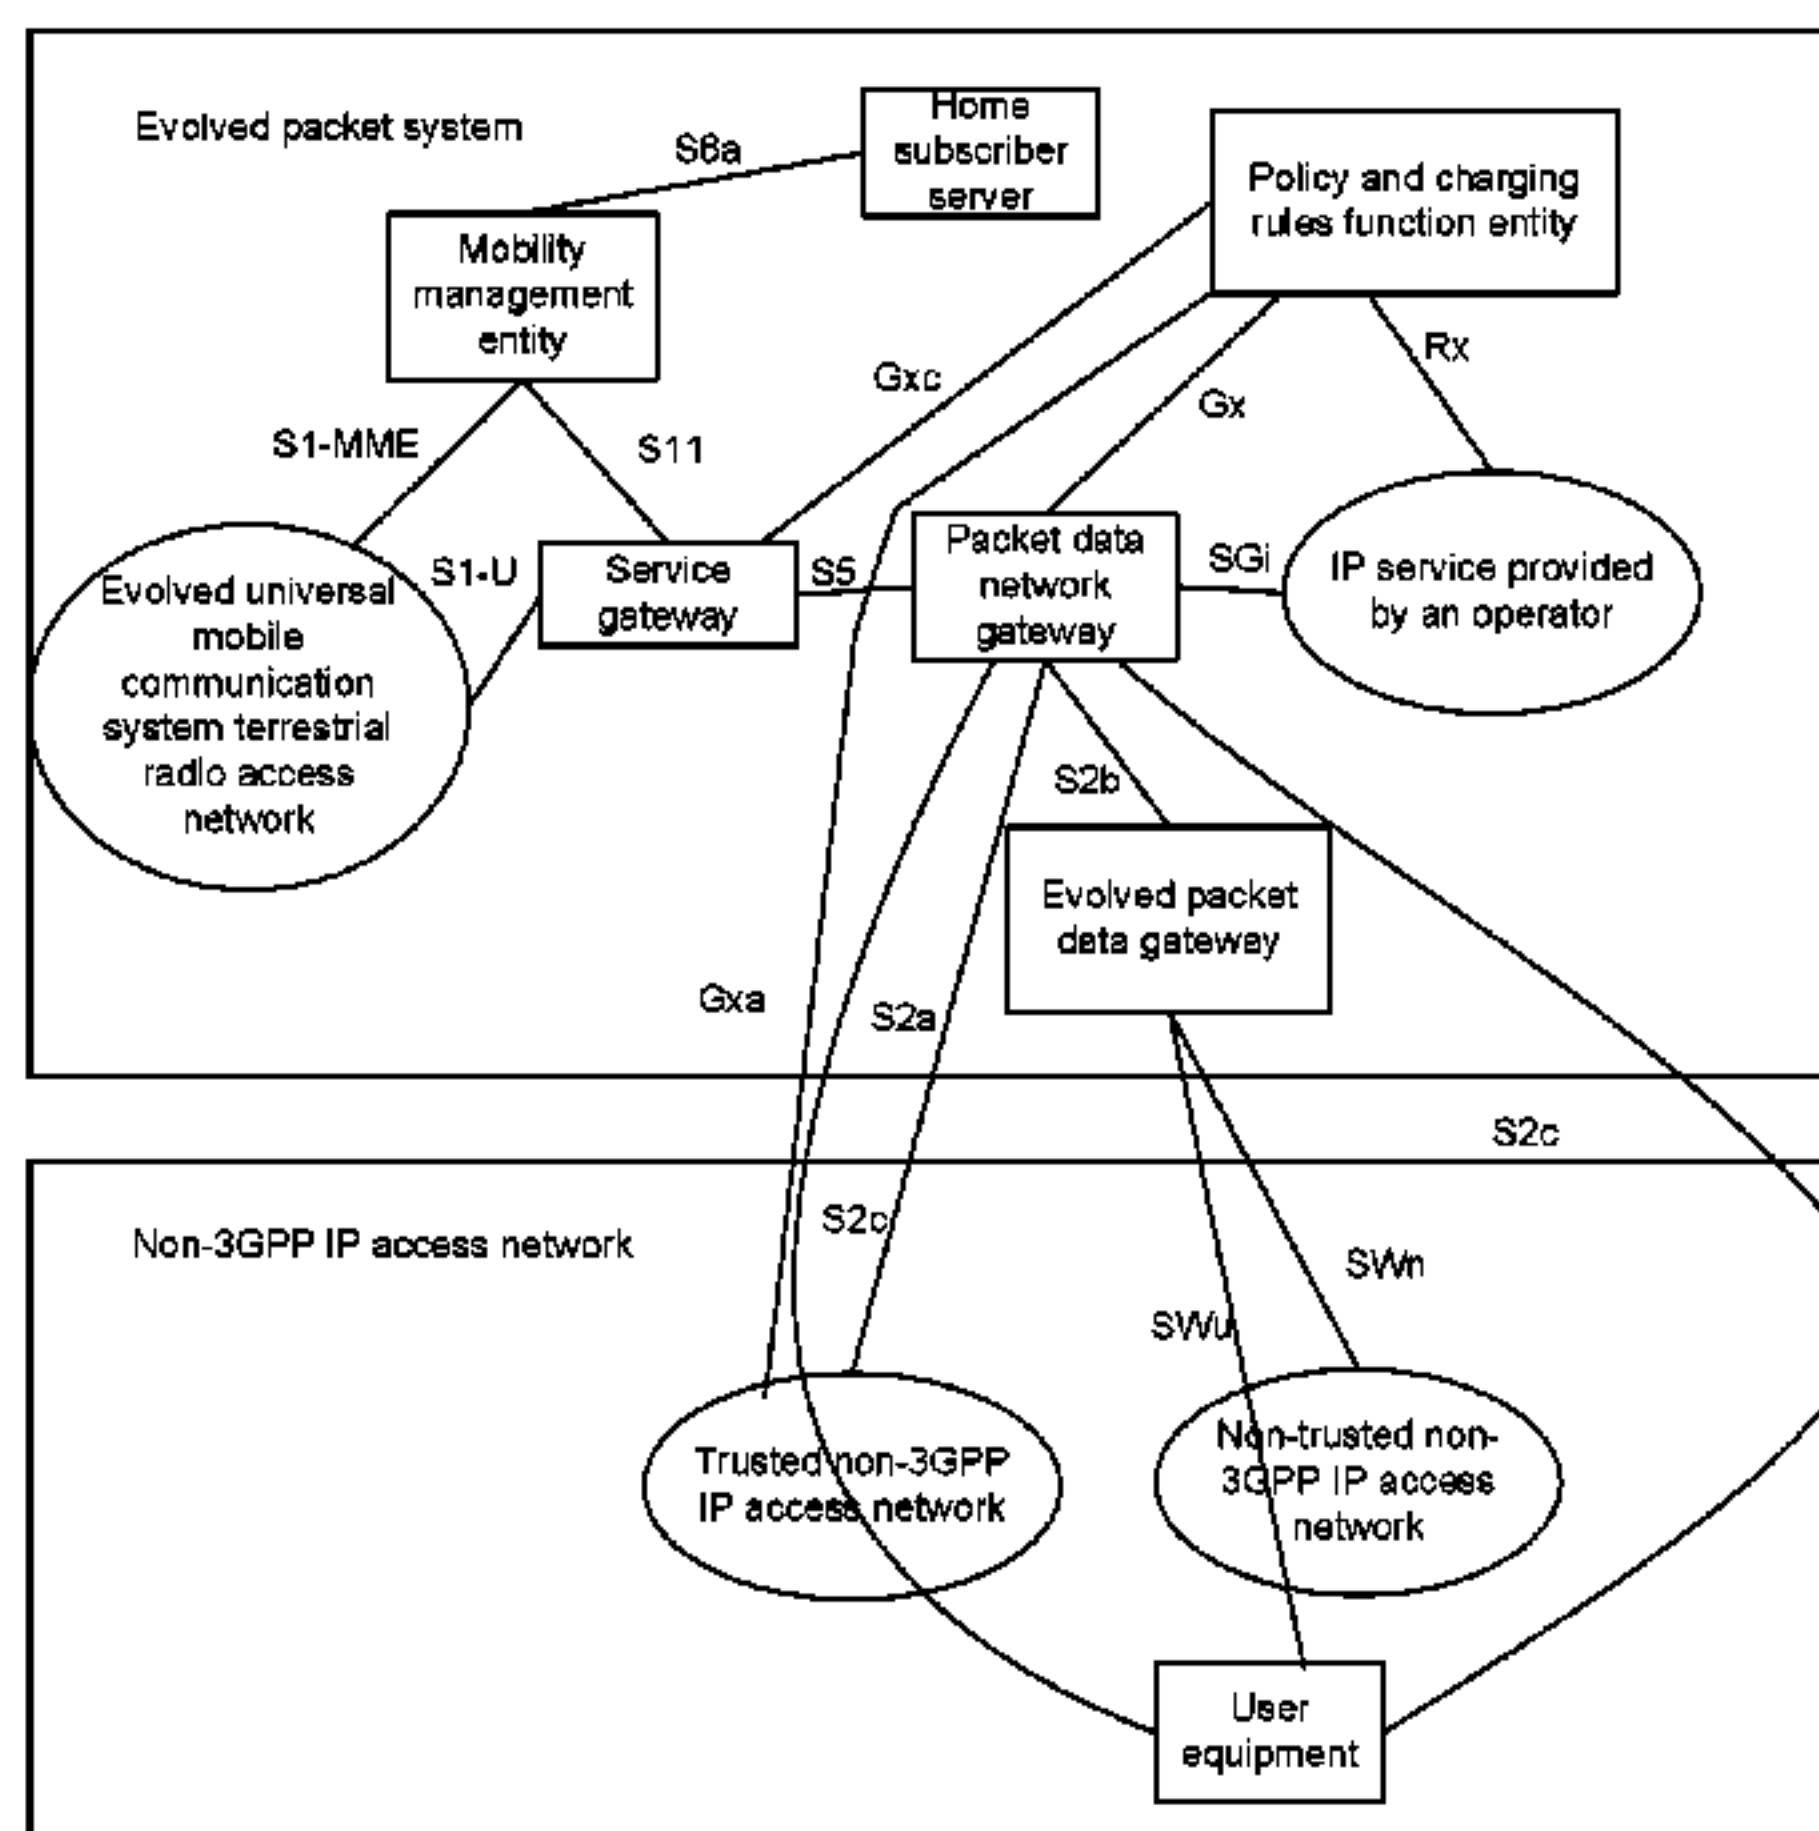 Evolved packet system
S6a
Home
subscriber
server
Policy and charging
rules function entity
Mobility
management
entity
Gxc
Gx
Rx
S1-MME
S11
S1-U
Evolved universal
mobile
communication
system terrestrial
radio access
network
Service
gateway
S5
Packet data
network
gateway
SGi
IP service provided
by an operator
S2b
Evolved packet
data gateway
Gxa
S2a
S2c
S2c
Non-3GPP IP access network
SWn
SWu
Trusted non-3GPP
IP access network
Non-trusted non-
3GPP IP access
network
User
equipment